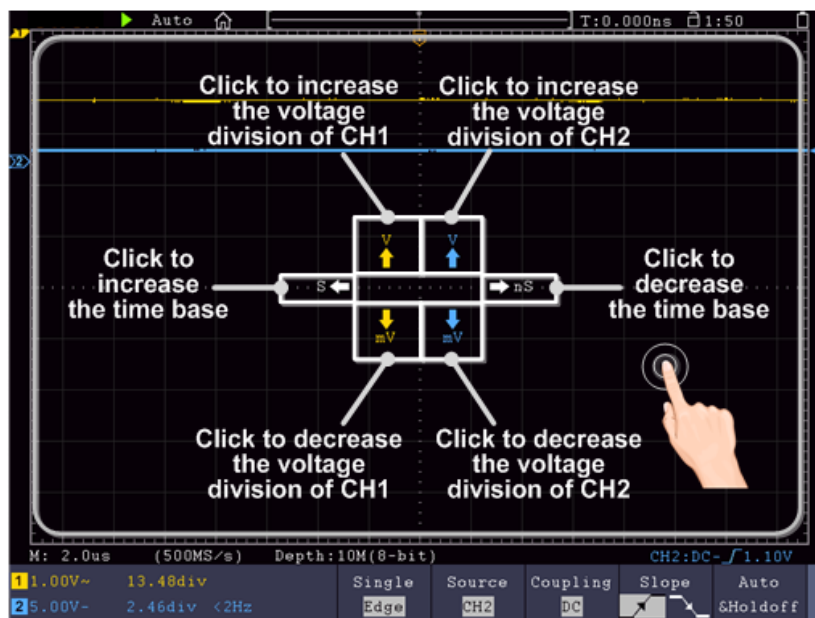 Auto T:0.000ns 1:50
1
Click to increase
the voltage
division of CH1
Click to increase
the voltage
division of CH2
2
V V
Click to
increase
the time base
S nS
Click to
decrease
the time base
mV mV
Click to decrease
the voltage
division of CH1
Click to decrease
the voltage
division of CH2
M: 2.0us (500MS/s) Depth:10M(8-bit) CH2:DC- 1.10V
1 1.00V~ 13.48div Single Source Coupling Slope Auto
2 5.00V- 2.46div <2Hz Edge CH2 DC &Holdoff